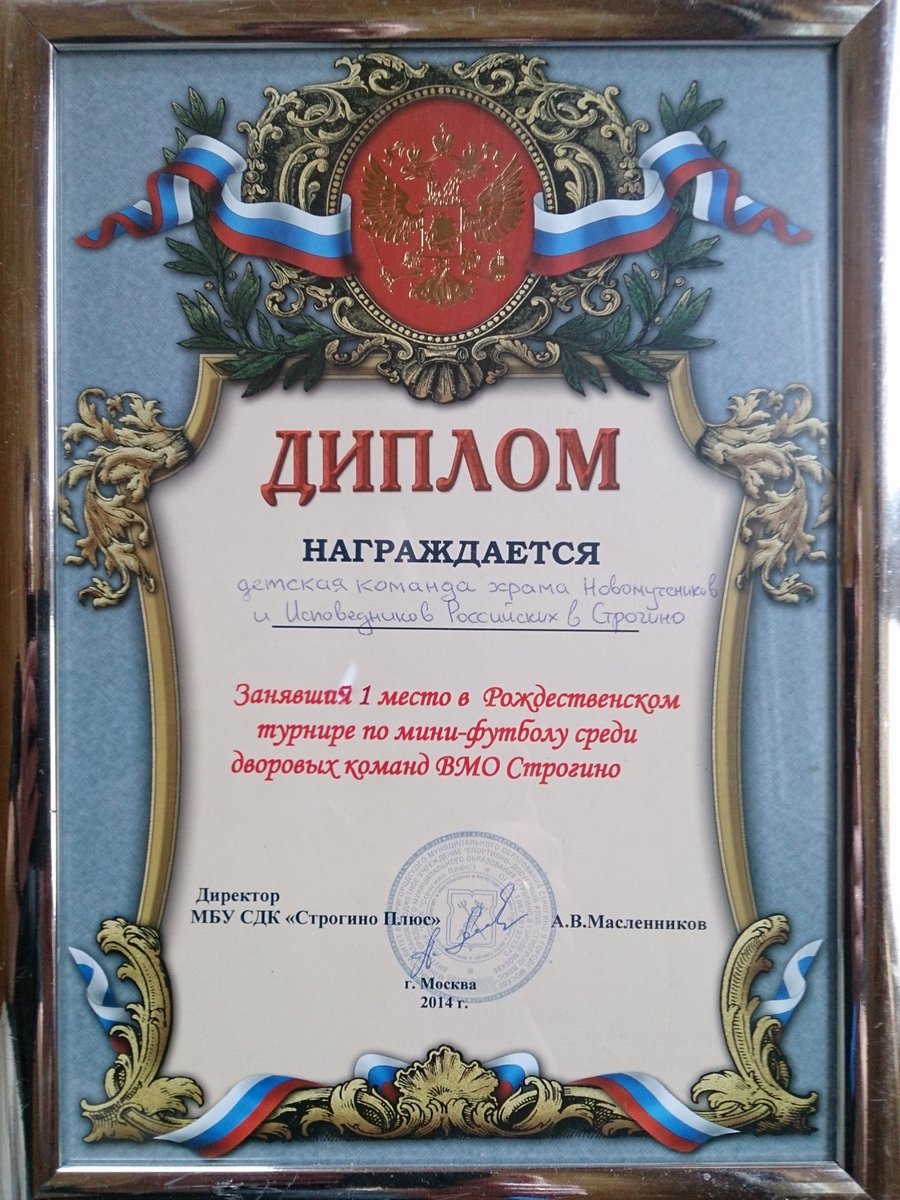 ДИПЛОМ
НАГРАЖДАЕТСЯ
детская команда храма Новомучеников
и Исповедников Российских в Строгино
Занявшия 1 место в Рождественском
турнире по мини-футболу среди
дворовых команд ВМО Строгино
Директор
МБУ СДК «Строгино Плюс»
А.В.Масленников
г. Москва
2014 г.